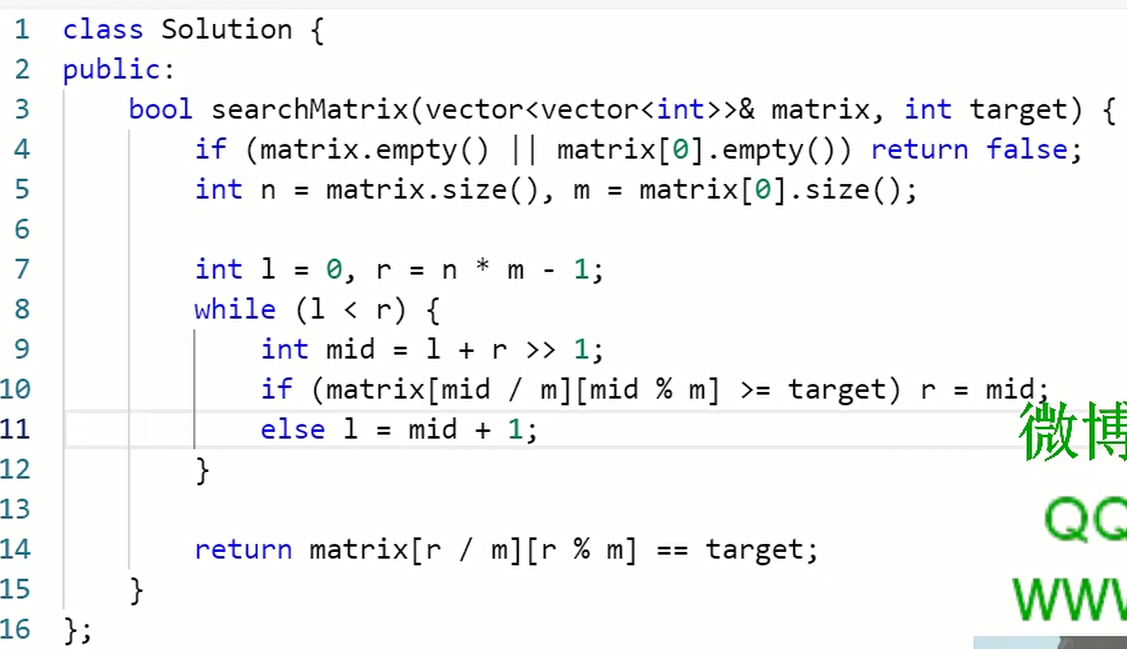 1 class Solution {
2 public:
3     bool searchMatrix(vector<vector<int>>& matrix, int target) {
4         if (matrix.empty() || matrix[0].empty()) return false;
5         int n = matrix.size(), m = matrix[0].size();
6
7         int l = 0, r = n * m - 1;
8         while (l < r) {
9             int mid = l + r >> 1;
10             if (matrix[mid / m][mid % m] >= target) r = mid;
11             else l = mid + 1;
12         }
13
14         return matrix[r / m][r % m] == target;
15     }
16 };
微博
QQ
WWW